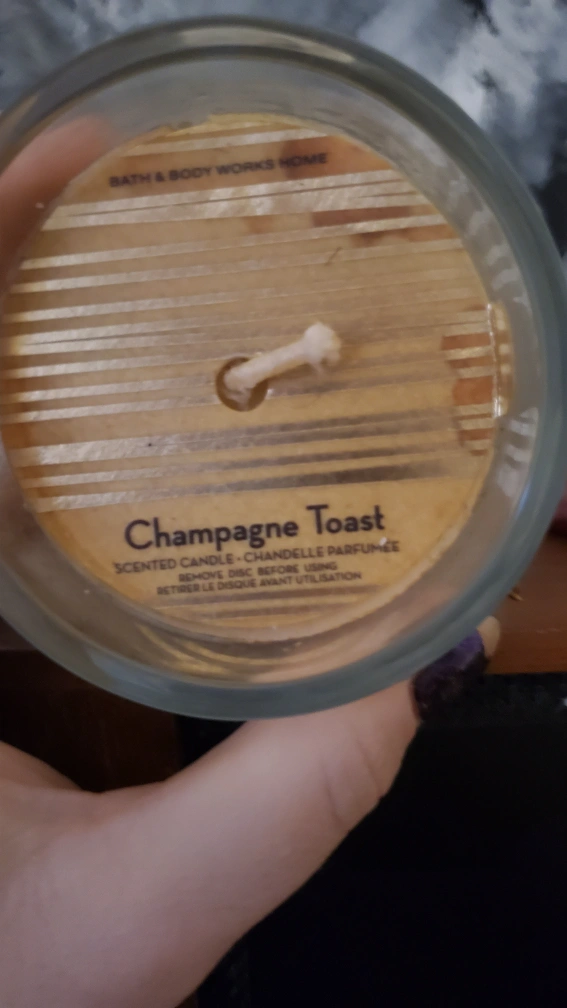 BATH & BODY WORKS HOME
Champagne Toast
SCENTED CANDLE • CHANDELLE PARFUMÉE
REMOVE DISC BEFORE USING
RETIRER LE DISQUE AVANT UTILISATION